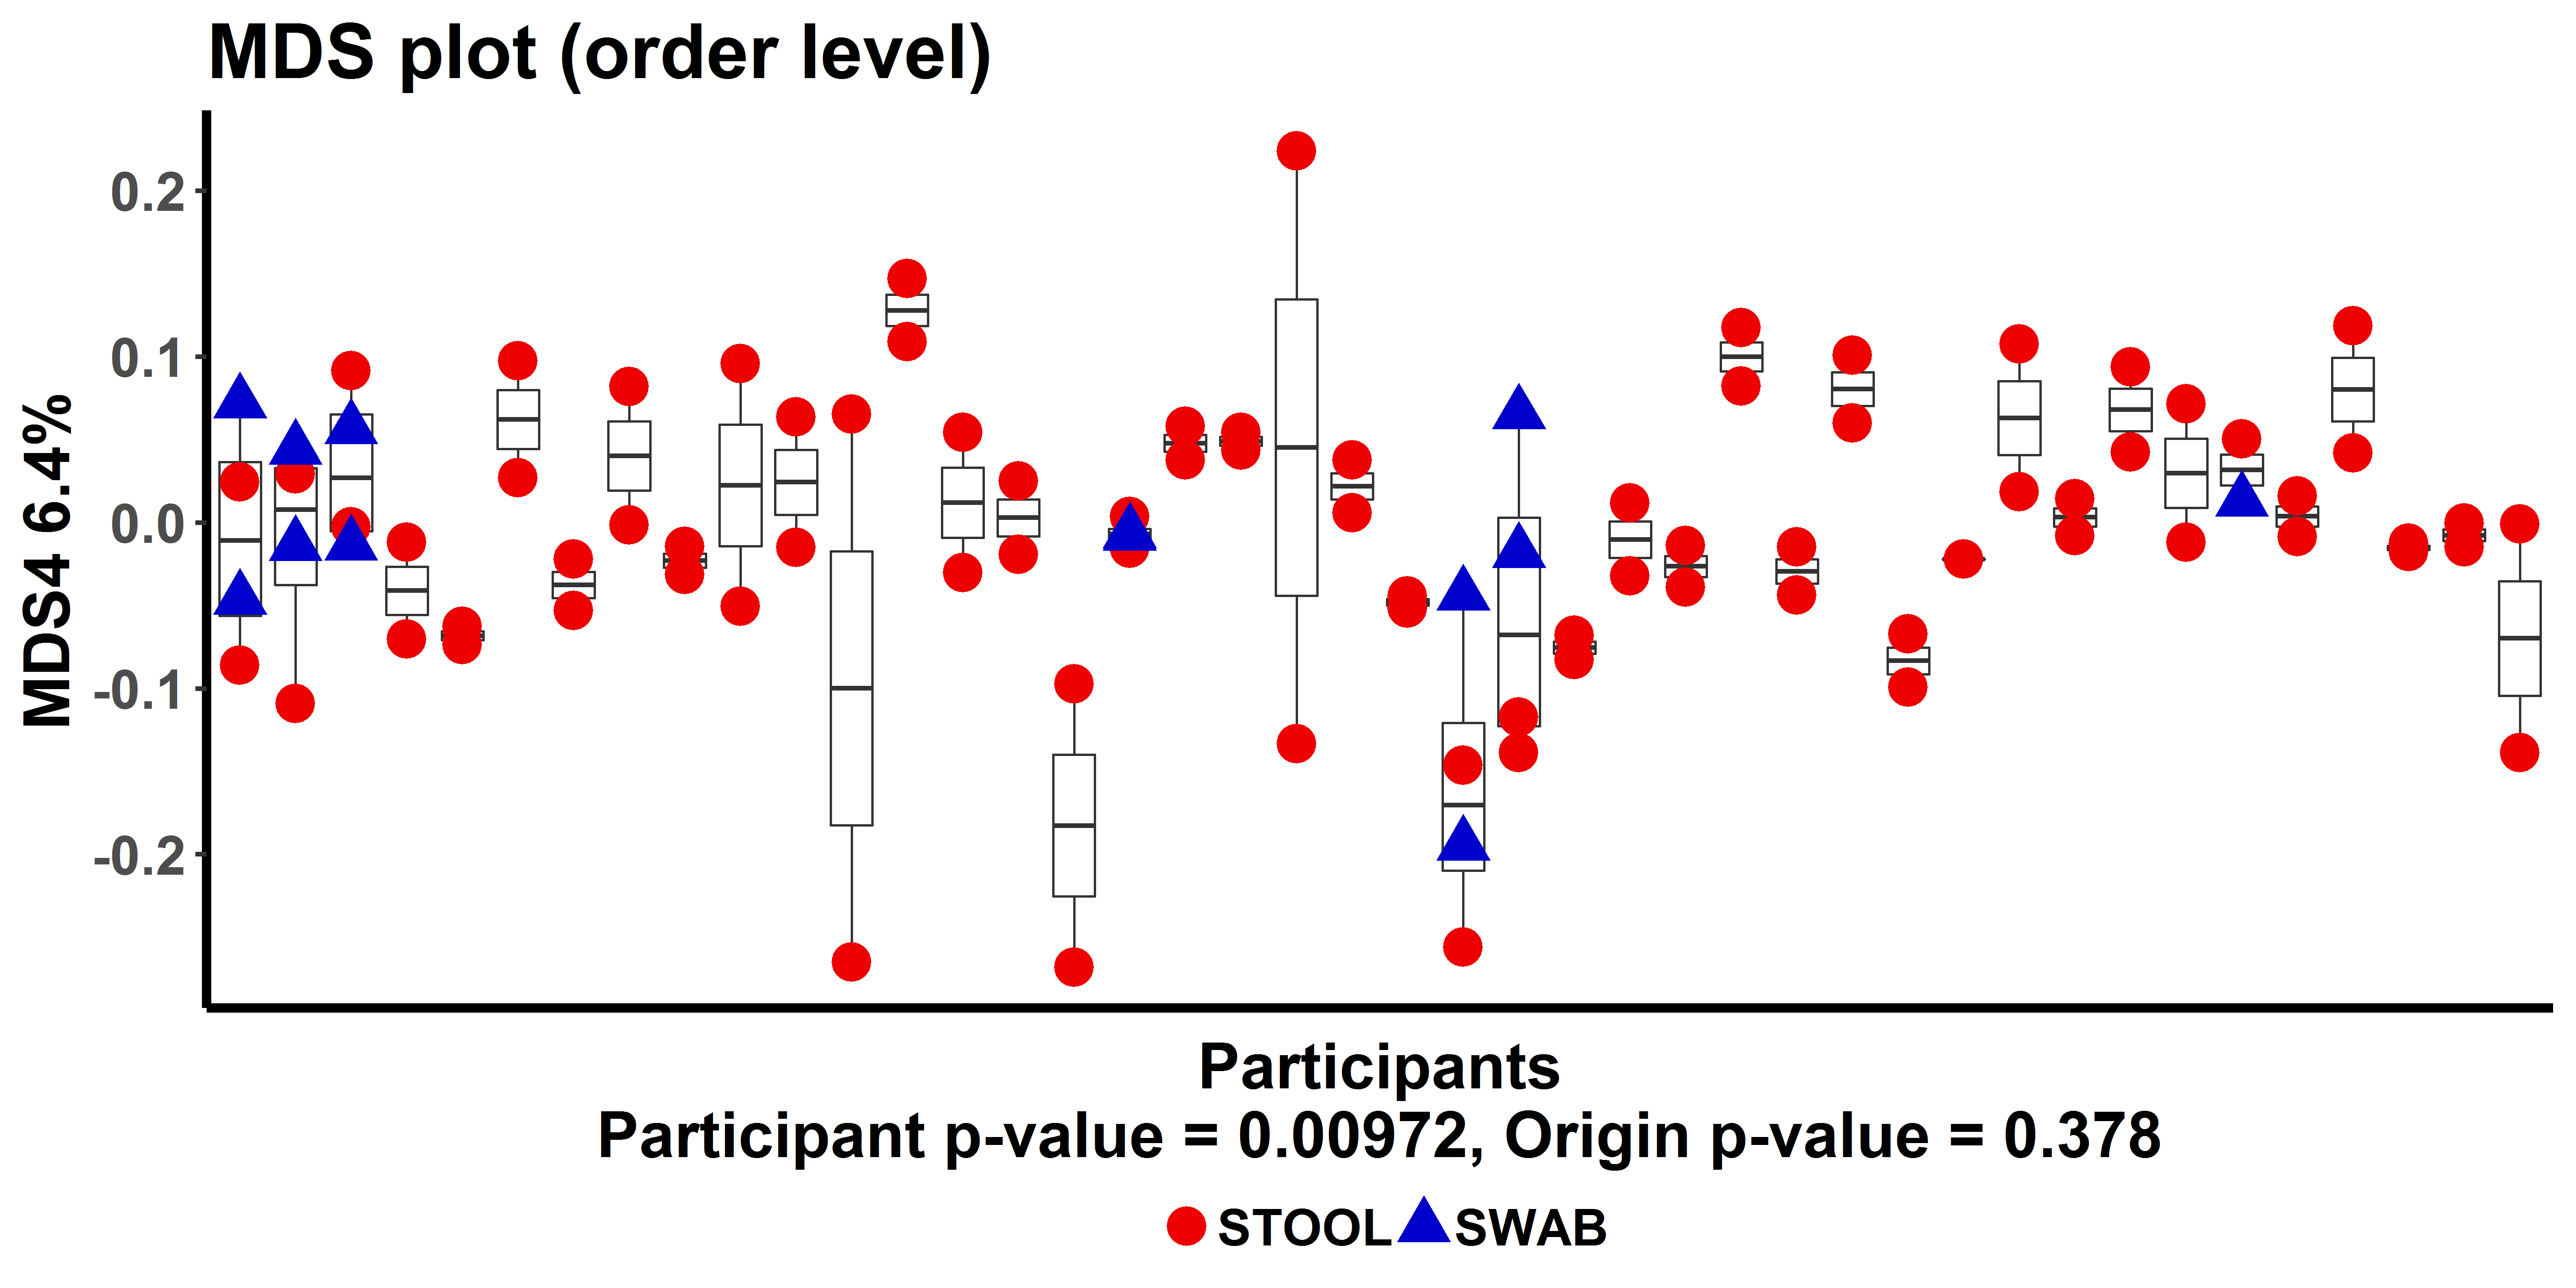 MDS plot (order level)
MDS4 6.4%
0.2
0.1
0.0
-0.1
-0.2
Participants
Participant p-value = 0.00972, Origin p-value = 0.378
STOOL SWAB